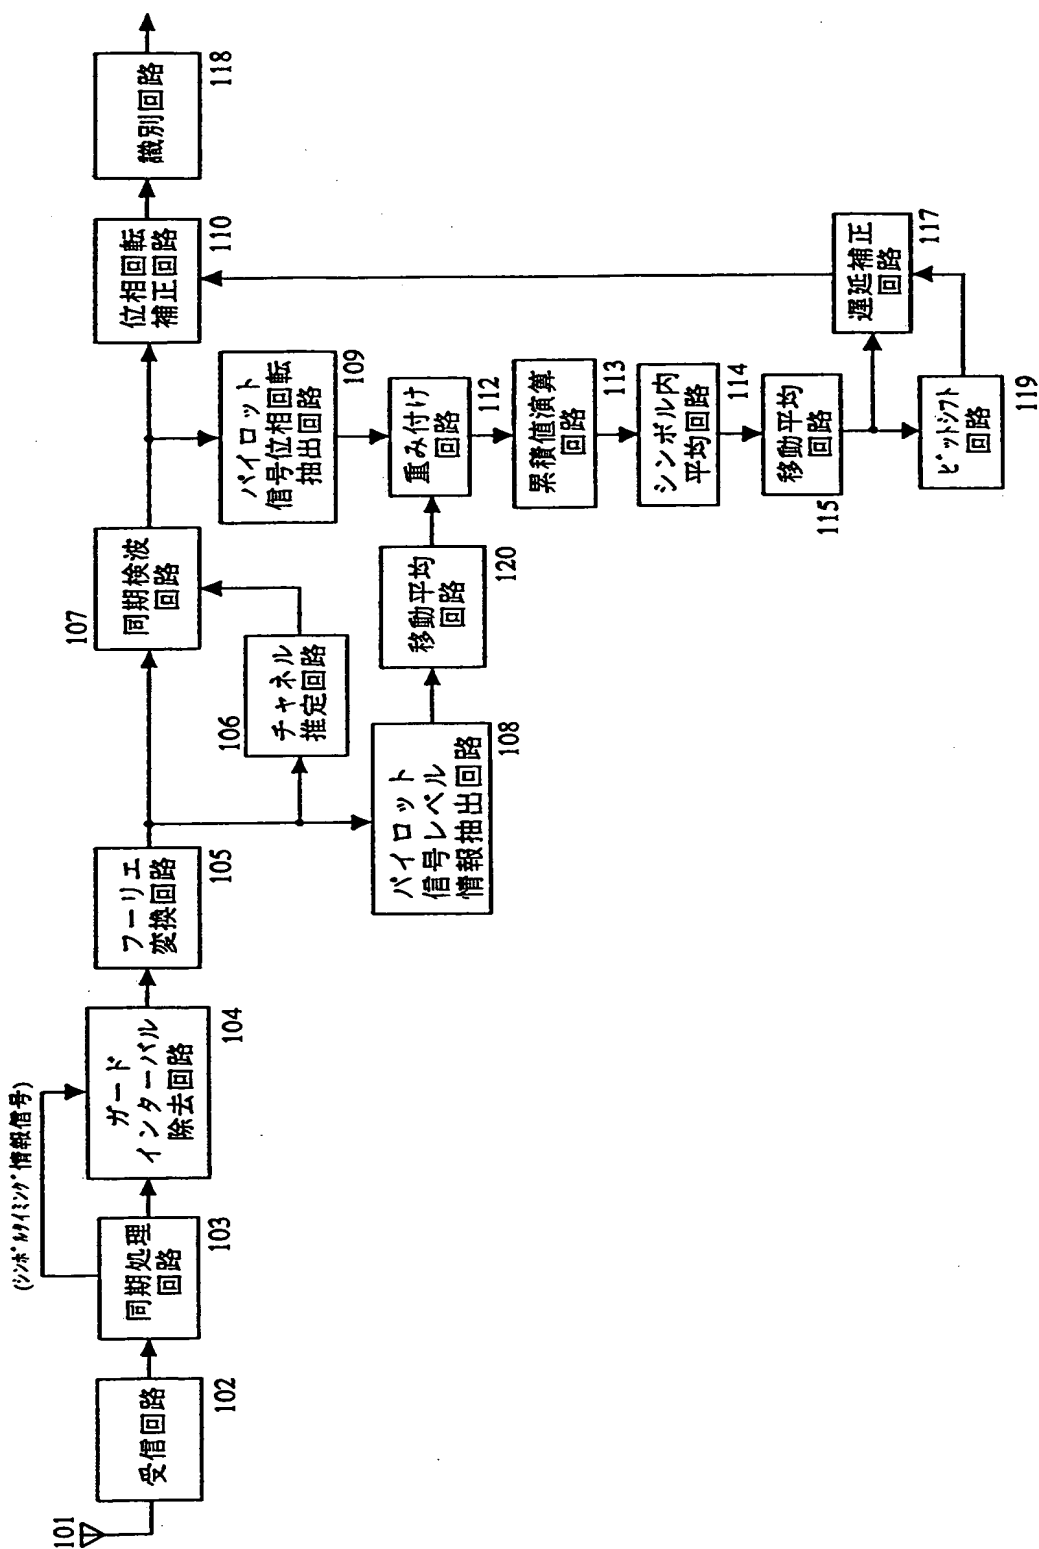 101
受信回路
102
同期処理
回路
103
(シンボルタイミング情報信号)
ガード
インターバル
除去回路
104
フーリエ
変換回路
105
チャネル
推定回路
106
同期検波
回路
107
パイロット
信号レベル
情報抽出回路
108
移動平均
回路
120
パイロット
信号位相回転
抽出回路
109
重み付け
回路
112
累積値演算
回路
113
シンボル内
平均回路
114
移動平均
回路
115
ビットシフト
回路
119
遅延補正
回路
117
位相回転
補正回路
110
識別回路
118